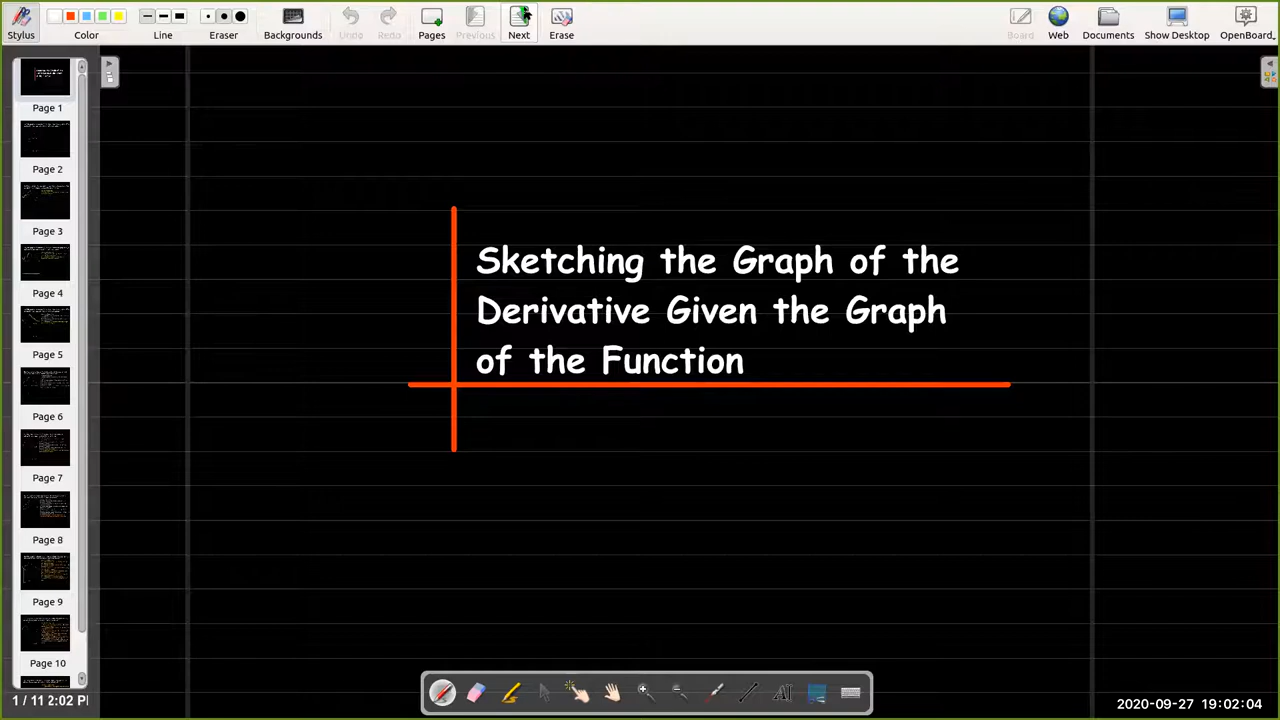 Stylus
Color
Line
Eraser
Backgrounds
Undo
Redo
Pages
Previous
Next
Erase
Board
Web
Documents
Show Desktop
OpenBoard
Page 1
Page 2
Page 3
Page 4
Page 5
Page 6
Page 7
Page 8
Page 9
Page 10
Sketching the Graph of the
Derivative Given the Graph
of the Function
1 / 11 2:02 P
2020-09-27 19:02:04